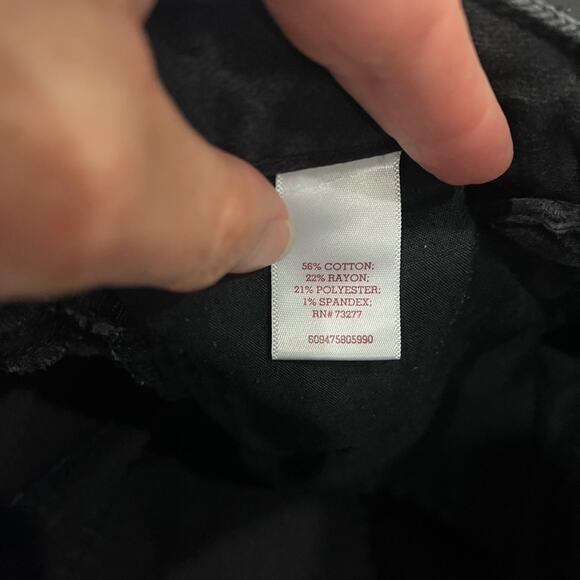 56% COTTON;
22% RAYON;
21% POLYESTER;
1% SPANDEX;
RN# 73277
609475805990